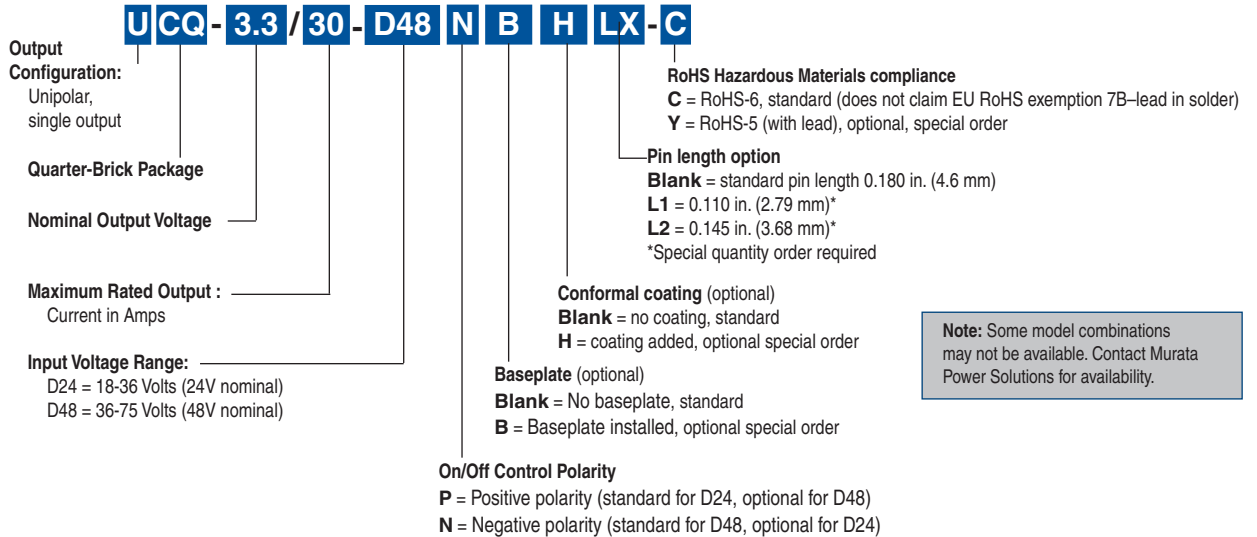 UCQ-3.3/30-D48NBHLX-C
Output
Configuration:
Unipolar,
single output
Quarter-Brick Package
Nominal Output Voltage
Maximum Rated Output :
Current in Amps
Input Voltage Range:
D24 = 18-36 Volts (24V nominal)
D48 = 36-75 Volts (48V nominal)
RoHS Hazardous Materials compliance
C = RoHS-6, standard (does not claim EU RoHS exemption 7B–lead in solder)
Y = RoHS-5 (with lead), optional, special order
Pin length option
Blank = standard pin length 0.180 in. (4.6 mm)
L1 = 0.110 in. (2.79 mm)*
L2 = 0.145 in. (3.68 mm)*
*Special quantity order required
Conformal coating (optional)
Blank = no coating, standard
H = coating added, optional special order
Baseplate (optional)
Blank = No baseplate, standard
B = Baseplate installed, optional special order
On/Off Control Polarity
P = Positive polarity (standard for D24, optional for D48)
N = Negative polarity (standard for D48, optional for D24)
Note: Some model combinations
may not be available. Contact Murata
Power Solutions for availability.